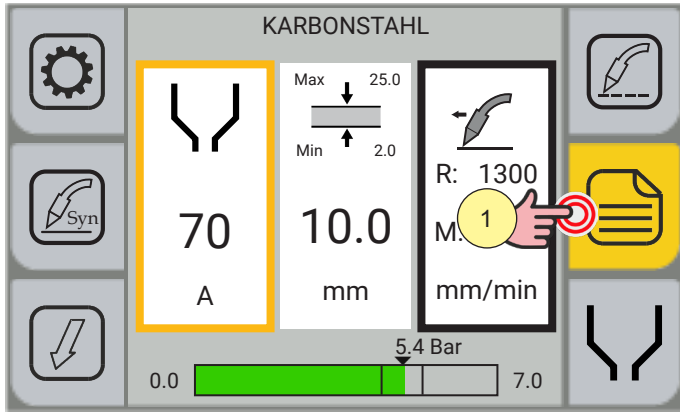 KARBONSTAHL
Max 25.0
Min 2.0
R: 1300
Syn
70
10.0
1
M:
A
mm
mm/min
5.4 Bar
0.0
7.0